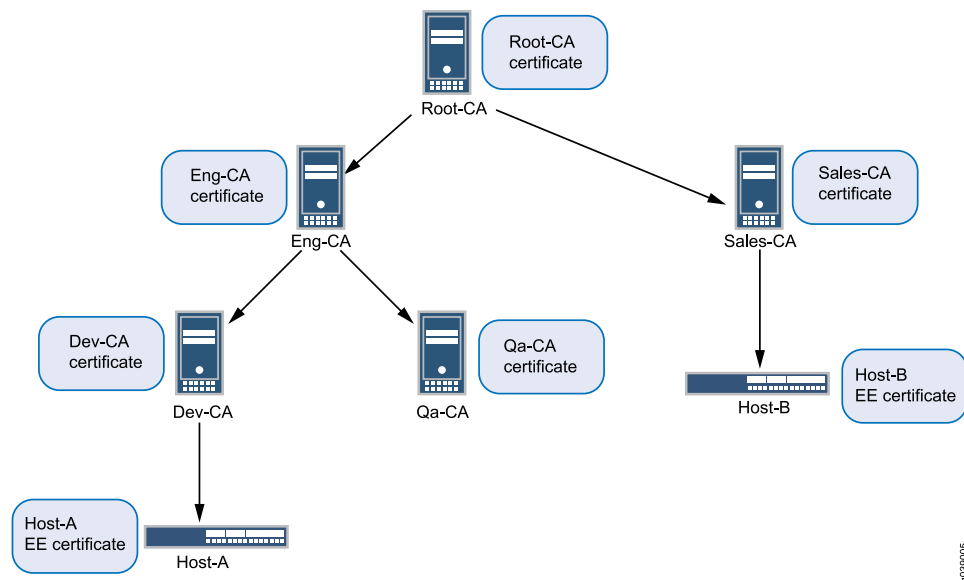 Root-CA
certificate
Root-CA
Eng-CA
certificate
Sales-CA
certificate
Eng-CA
Sales-CA
Dev-CA
certificate
Qa-CA
certificate
Host-B
EE certificate
Dev-CA
Qa-CA
Host-B
Host-A
EE certificate
Host-A